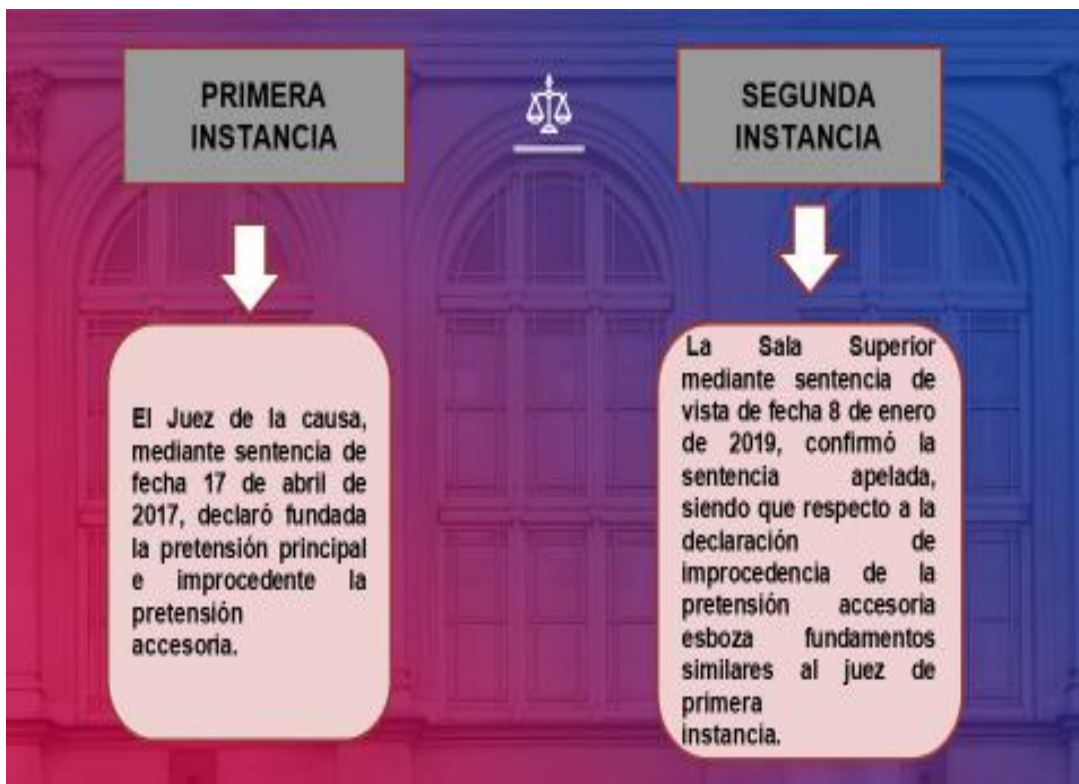 PRIMERA
INSTANCIA
El Juez de la causa,
mediante sentencia de
fecha 17 de abril de
2017, declaró fundada
la pretensión principal
e improcedente la
pretensión
accesoria.
SEGUNDA
INSTANCIA
La Sala Superior
mediante sentencia de
vista de fecha 8 de enero
de 2019, confirmó la
sentencia apelada,
siendo que respecto a la
declaración de
improcedencia de la
pretensión accesoria
esboza fundamentos
similares al juez de
primera
instancia.